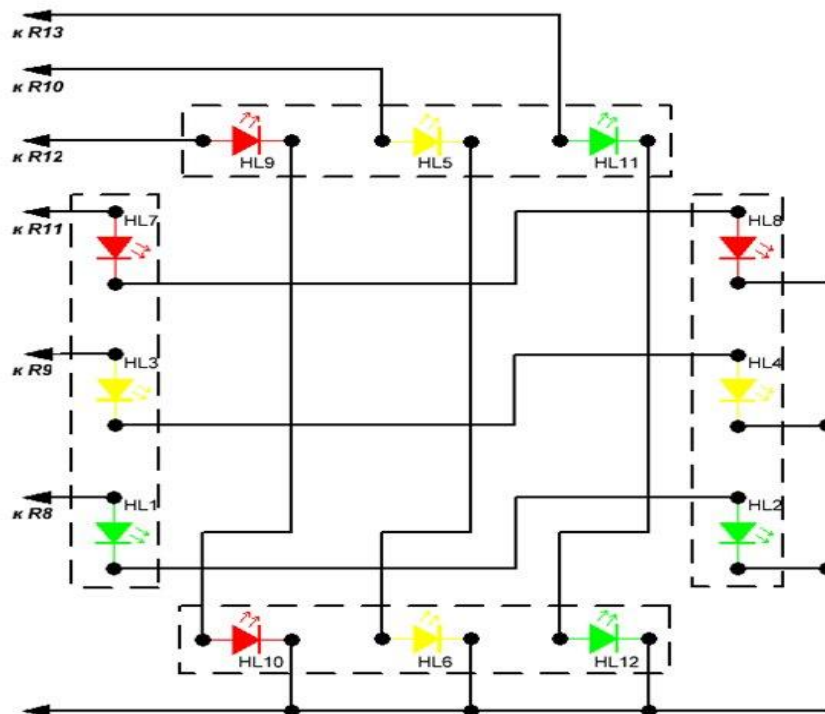 к R13
к R10
к R12
HL9
HL5
HL11
к R11
HL7
HL8
к R9
HL3
HL4
к R8
HL1
HL2
HL10
HL6
HL12